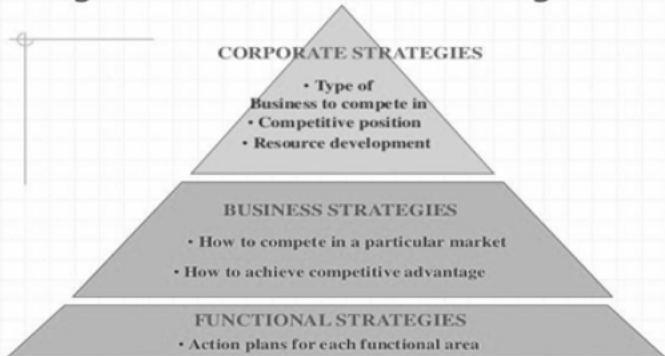 CORPORATE STRATEGIES
• Type of
Business to compete in
• Competitive position
• Resource development
BUSINESS STRATEGIES
• How to compete in a particular market
• How to achieve competitive advantage
FUNCTIONAL STRATEGIES
• Action plans for each functional area